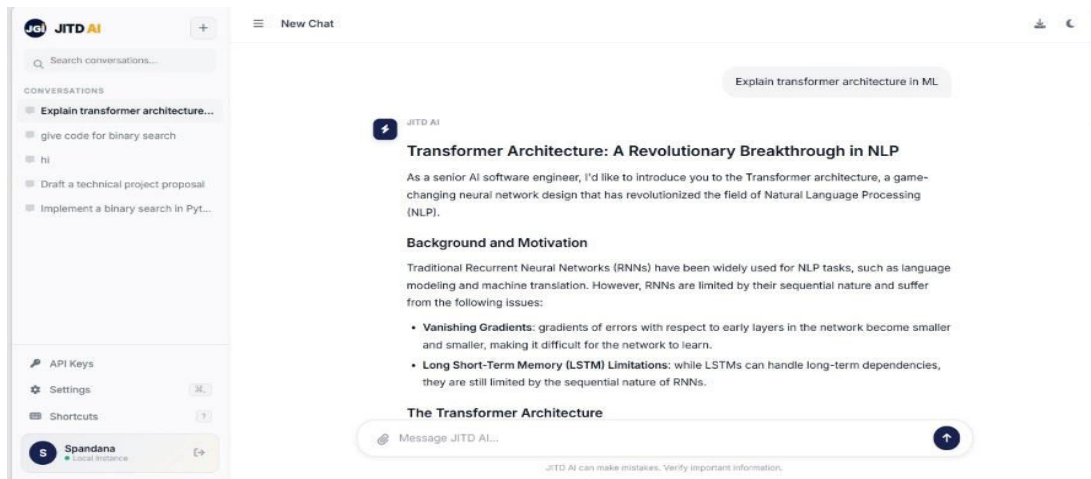 JGi JITD AI
+
Search conversations...
CONVERSATIONS
Explain transformer architecture...
give code for binary search
hi
Draft a technical project proposal
Implement a binary search in Pyt...
API Keys
Settings
Shortcuts
?
S
Spandana
Local Instance
New Chat
Explain transformer architecture in ML
JITD AI
Transformer Architecture: A Revolutionary Breakthrough in NLP
As a senior AI software engineer, I'd like to introduce you to the Transformer architecture, a game-
changing neural network design that has revolutionized the field of Natural Language Processing
(NLP).
Background and Motivation
Traditional Recurrent Neural Networks (RNNs) have been widely used for NLP tasks, such as language
modeling and machine translation. However, RNNs are limited by their sequential nature and suffer
from the following issues:
• Vanishing Gradients: gradients of errors with respect to early layers in the network become smaller
and smaller, making it difficult for the network to learn.
• Long Short-Term Memory (LSTM) Limitations: while LSTMs can handle long-term dependencies,
they are still limited by the sequential nature of RNNs.
The Transformer Architecture
Message JITD AI...
JITD AI can make mistakes. Verify important information.